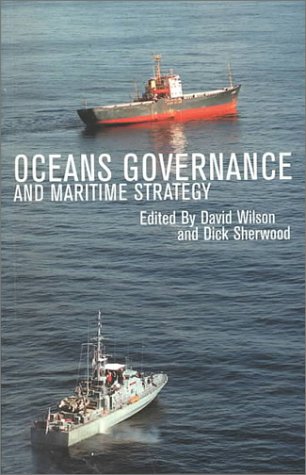 OCEANS GOVERNANCE
AND MARITIME STRATEGY
Edited By David Wilson
and Dick Sherwood